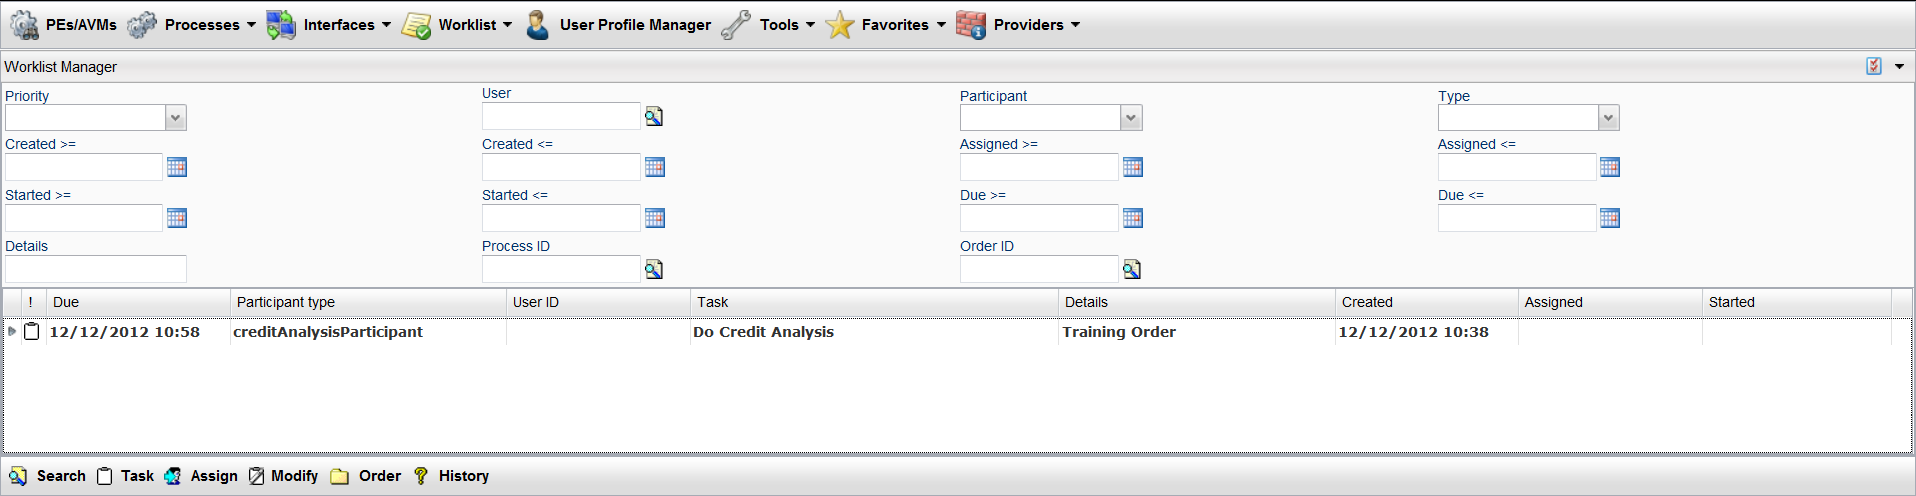 PEs/AVMs Processes Interfaces Worklist User Profile Manager Tools Favorites Providers
Worklist Manager
Priority User Participant Type
Created >= Created <= Assigned >= Assigned <=
Started >= Started <= Due >= Due <=
Details Process ID Order ID
! Due Participant type User ID Task Details Created Assigned Started
12/12/2012 10:58 creditAnalysisParticipant Do Credit Analysis Training Order 12/12/2012 10:38
Search Task Assign Modify Order History